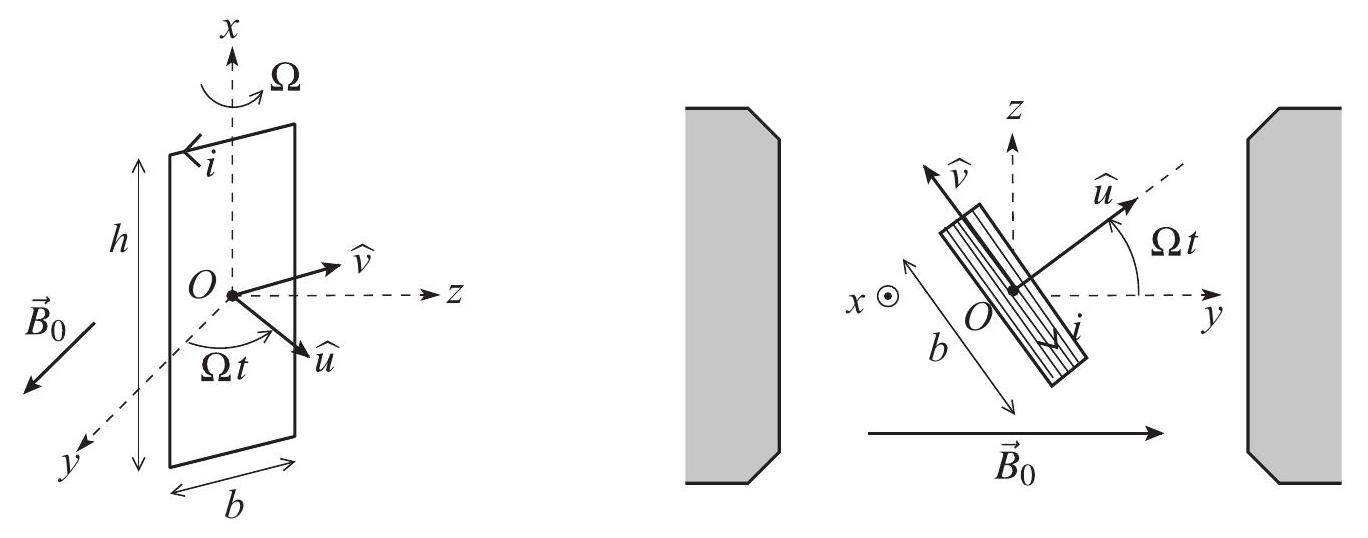 x
Ω
i
h
O
v̂
z
B⃗₀
Ωt
û
y
b
z
v̂
û
Ωt
x
O
i
y
b
B⃗₀